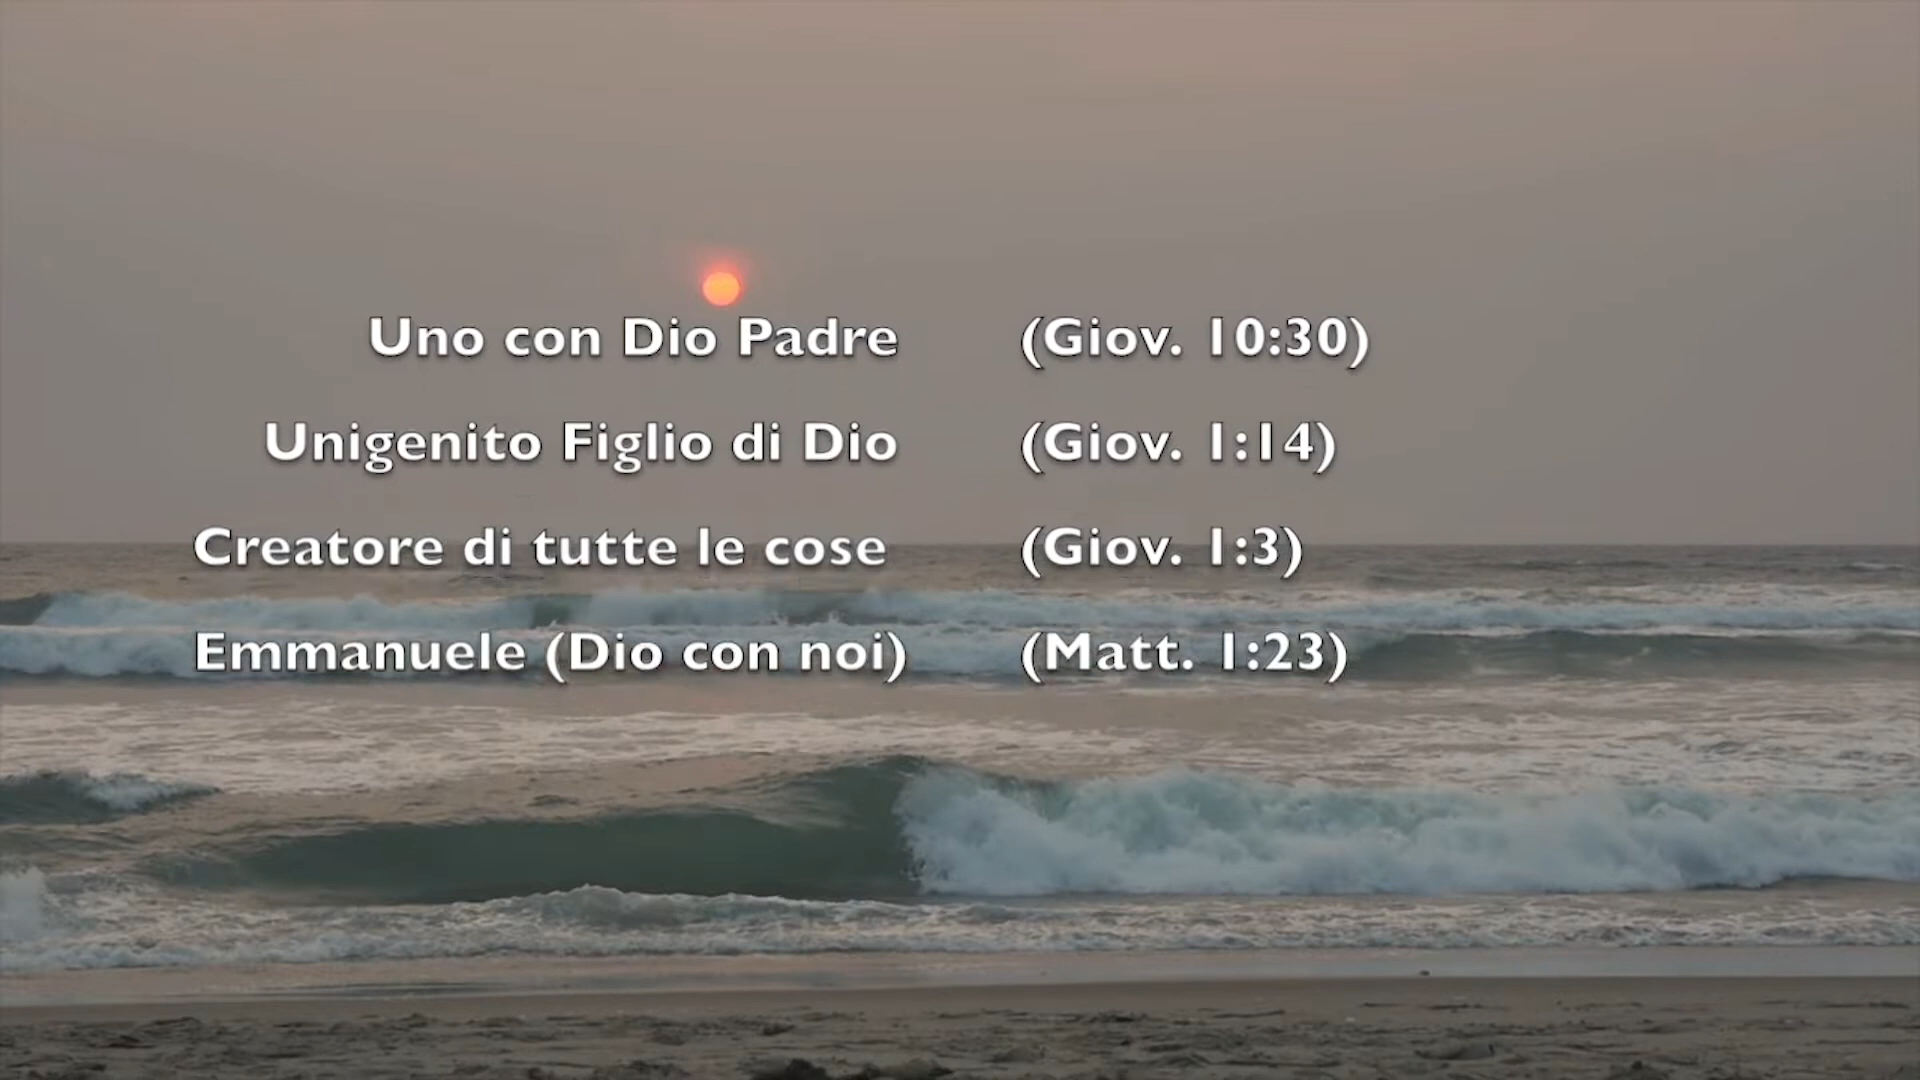 Uno con Dio Padre (Giov. 10:30)
Unigenito Figlio di Dio (Giov. 1:14)
Creatore di tutte le cose (Giov. 1:3)
Emmanuele (Dio con noi) (Matt. 1:23)